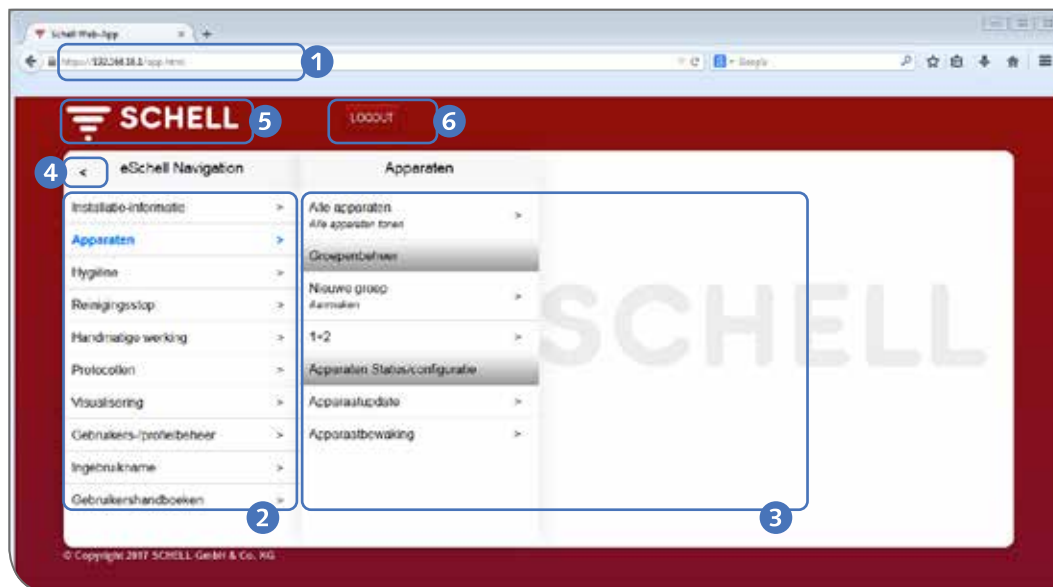 Schell Web-App
https://192.168.18.1/app.html
1
Google
SCHELL
5
LOGOUT
6
4
<
eSchell Navigation
Apparaten
Installatie-informatie >
Apparaten >
Hygiëne >
Reinigingsstop >
Handmatige werking >
Protocollen >
Visualisering >
Gebruikers-/profielbeheer >
Ingebruikname >
Gebruikershandboeken >
2
Alle apparaten >
Alle apparaten tonen
Groepenbeheer
Nieuwe groep >
Aanmaken
1+2 >
Apparaten Status/configuratie
Apparaatupdate >
Apparaatbewaking >
3
SCHELL
© Copyright 2017 SCHELL GmbH & Co. KG